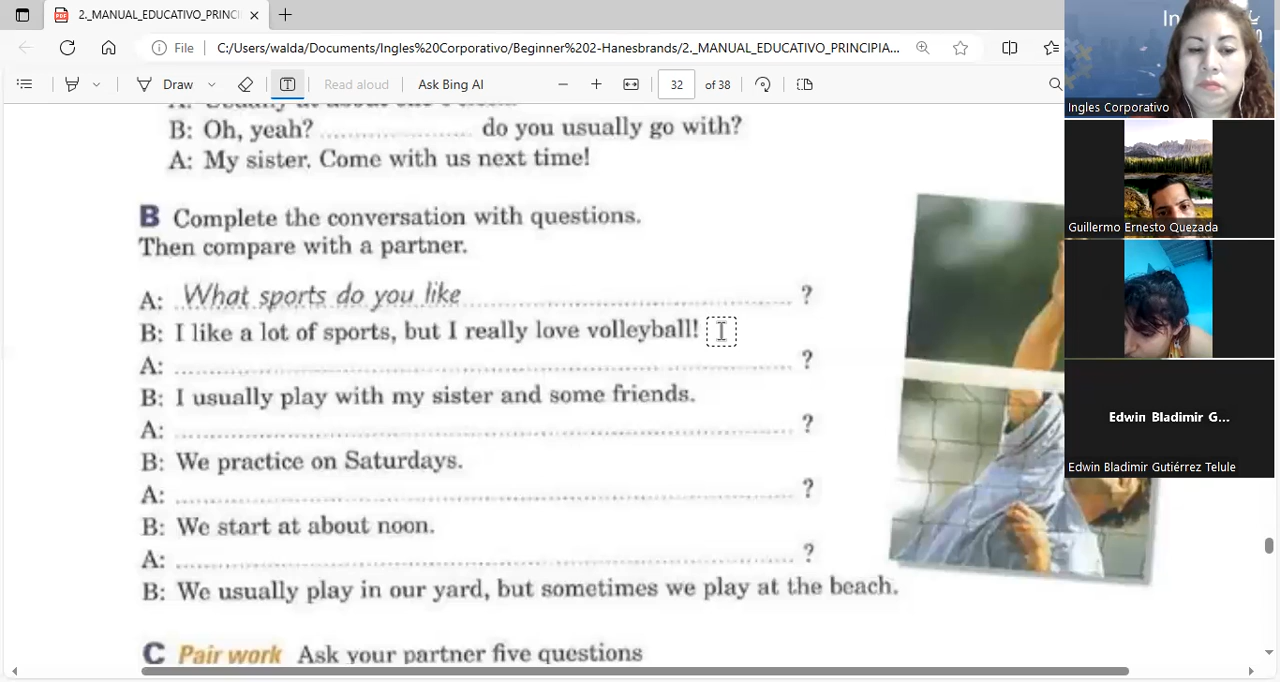 2._MANUAL_EDUCATIVO_PRINCI
File C:/Users/walda/Documents/Ingles%20Corporativo/Beginner%202-Hanesbrands/2._MANUAL_EDUCATIVO_PRINCIPIA...
Draw Read aloud Ask Bing AI 32 of 38
B: Oh, yeah? .................... do you usually go with?
A: My sister. Come with us next time!
B Complete the conversation with questions.
Then compare with a partner.
A: What sports do you like ?
B: I like a lot of sports, but I really love volleyball!
A: ?
B: I usually play with my sister and some friends.
A: ?
B: We practice on Saturdays.
A: ?
B: We start at about noon.
A: ?
B: We usually play in our yard, but sometimes we play at the beach.
C Pair work Ask your partner five questions
Ingles Corporativo
Guillermo Ernesto Quezada
Edwin Bladimir G...
Edwin Bladimir Gutiérrez Telule